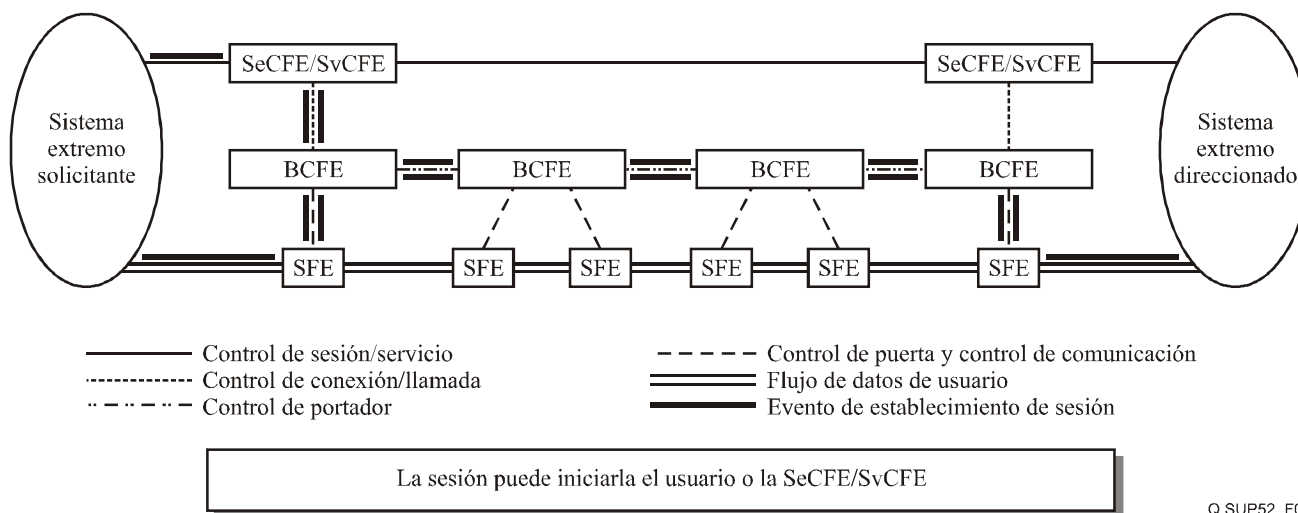 SeCFE/SvCFE
SeCFE/SvCFE
Sistema
extremo
solicitante
Sistema
extremo
direccionado
BCFE
BCFE
BCFE
BCFE
SFE
SFE
SFE
SFE
SFE
SFE
Control de sesión/servicio
Control de conexión/llamada
Control de portador
Control de puerta y control de comunicación
Flujo de datos de usuario
Evento de establecimiento de sesión
La sesión puede iniciarla el usuario o la SeCFE/SvCFE
Q.SUP52_F0